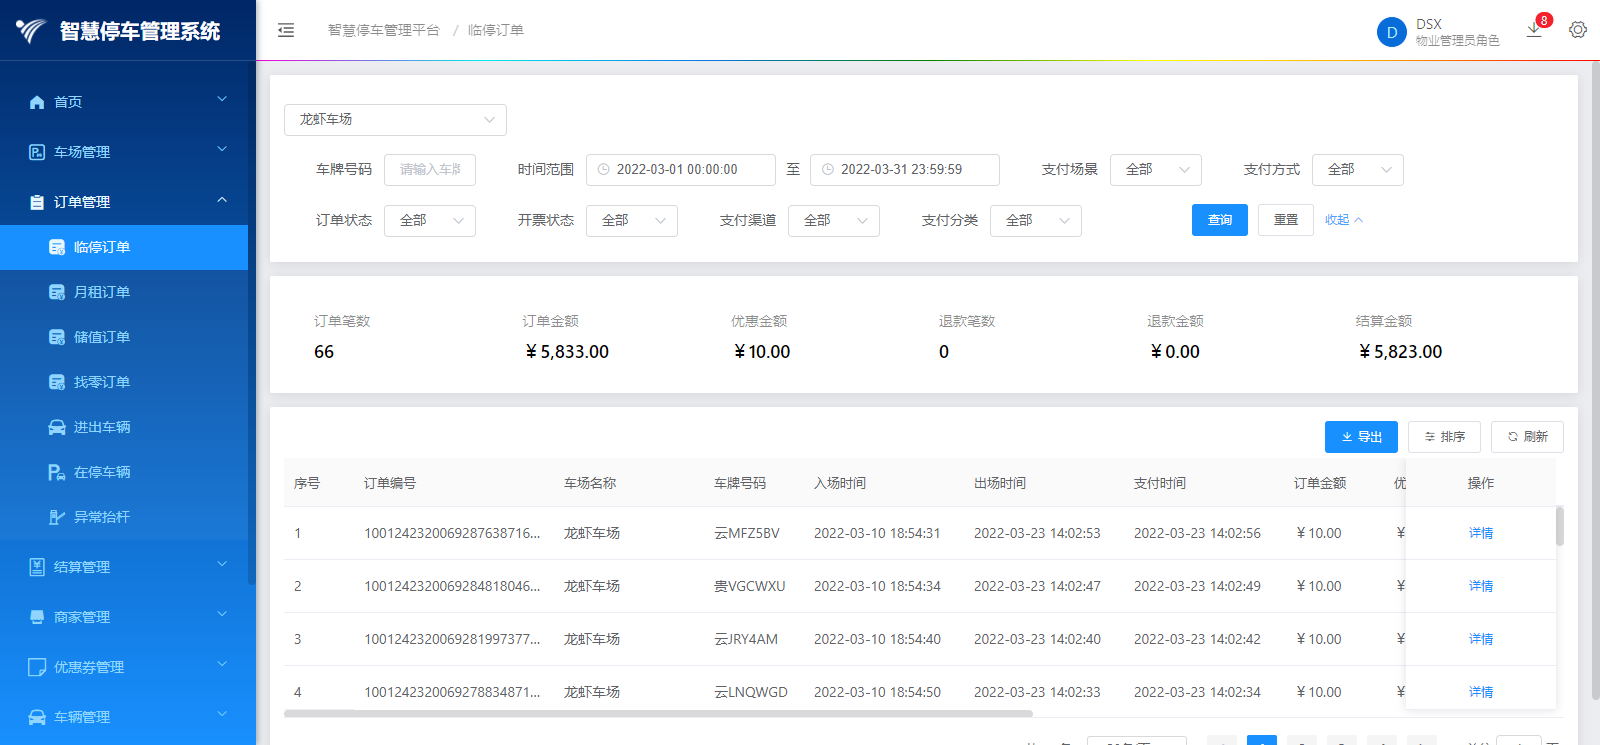 智慧停车管理系统
智慧停车管理平台 / 临停订单
D
DSX
物业管理员角色
8
首页
车场管理
订单管理
临停订单
月租订单
储值订单
找零订单
进出车辆
在停车辆
异常抬杆
结算管理
商家管理
优惠券管理
车辆管理
龙虾车场
车牌号码 请输入车牌 时间范围 2022-03-01 00:00:00 至 2022-03-31 23:59:59 支付场景 全部 支付方式 全部
订单状态 全部 开票状态 全部 支付渠道 全部 支付分类 全部 查询 重置 收起
订单笔数 订单金额 优惠金额 退款笔数 退款金额 结算金额
66 ¥5,833.00 ¥10.00 0 ¥0.00 ¥5,823.00
导出 排序 刷新
序号 订单编号 车场名称 车牌号码 入场时间 出场时间 支付时间 订单金额 优 操作
1 1001242320069287638716... 龙虾车场 云MFZ5BV 2022-03-10 18:54:31 2022-03-23 14:02:53 2022-03-23 14:02:56 ¥10.00 ¥ 详情
2 1001242320069284818046... 龙虾车场 贵VGCWXU 2022-03-10 18:54:34 2022-03-23 14:02:47 2022-03-23 14:02:49 ¥10.00 ¥ 详情
3 1001242320069281997377... 龙虾车场 云JRY4AM 2022-03-10 18:54:40 2022-03-23 14:02:40 2022-03-23 14:02:42 ¥10.00 ¥ 详情
4 1001242320069278834871... 龙虾车场 云LNQWGD 2022-03-10 18:54:50 2022-03-23 14:02:33 2022-03-23 14:02:34 ¥10.00 ¥ 详情